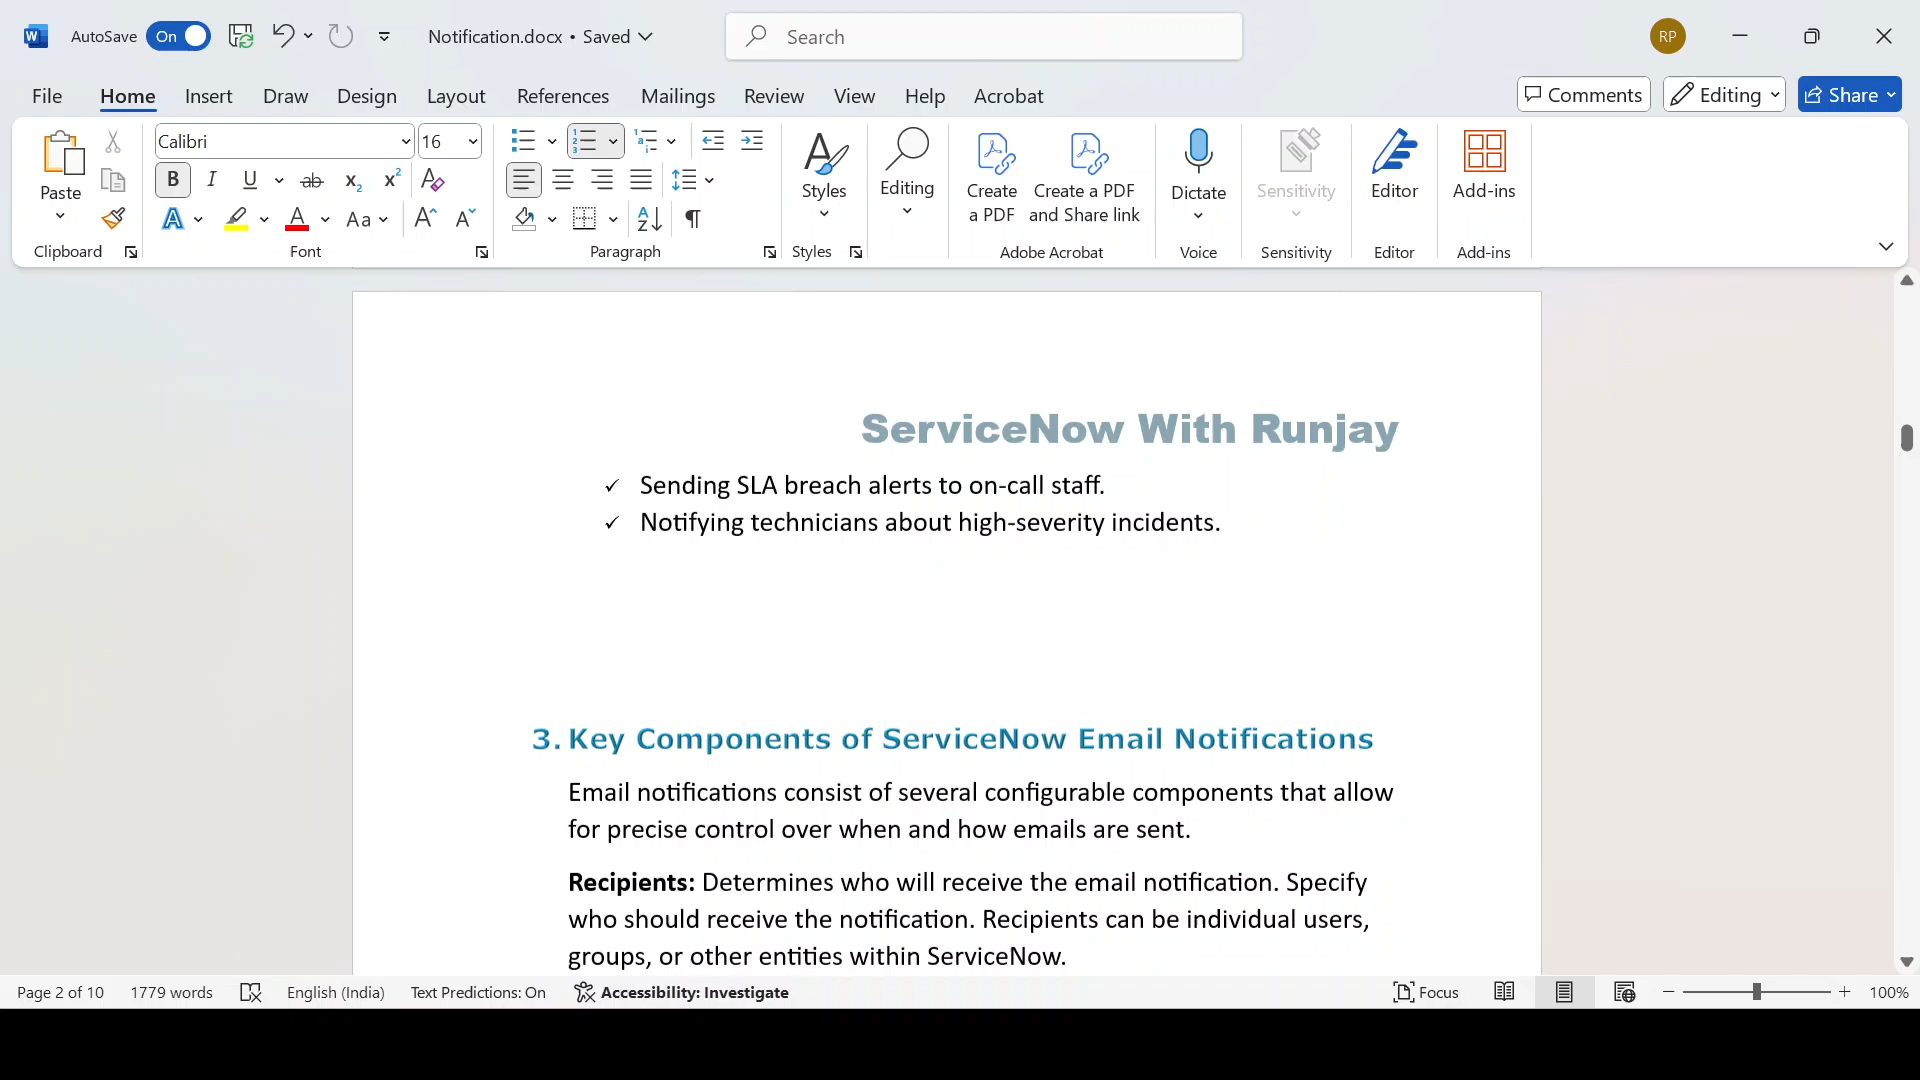 AutoSave On Notification.docx • Saved Search RP
File Home Insert Draw Design Layout References Mailings Review View Help Acrobat Comments Editing Share
Calibri 16
Paste
Styles Editing
Create a PDF
Create a PDF and Share link
Dictate Sensitivity Editor Add-ins
Clipboard Font Paragraph Styles Adobe Acrobat Voice Sensitivity Editor Add-ins
ServiceNow With Runjay
✓ Sending SLA breach alerts to on-call staff.
✓ Notifying technicians about high-severity incidents.
3. Key Components of ServiceNow Email Notifications
Email notifications consist of several configurable components that allow
for precise control over when and how emails are sent.
Recipients: Determines who will receive the email notification. Specify
who should receive the notification. Recipients can be individual users,
groups, or other entities within ServiceNow.
Page 2 of 10 1779 words English (India) Text Predictions: On Accessibility: Investigate Focus 100%